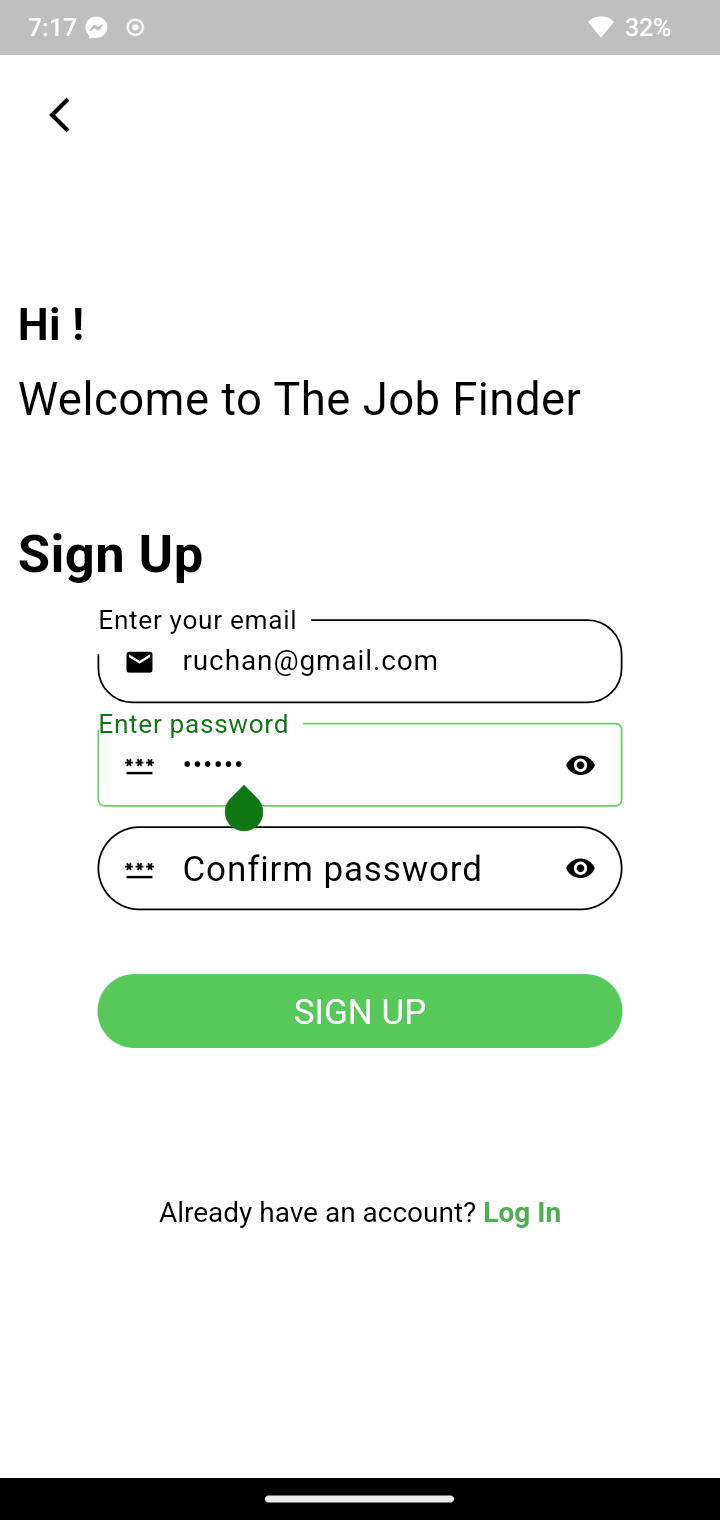 7:17 32%
Hi !
Welcome to The Job Finder
Sign Up
Enter your email
ruchan@gmail.com
Enter password
••••••
Confirm password
SIGN UP
Already have an account? Log In